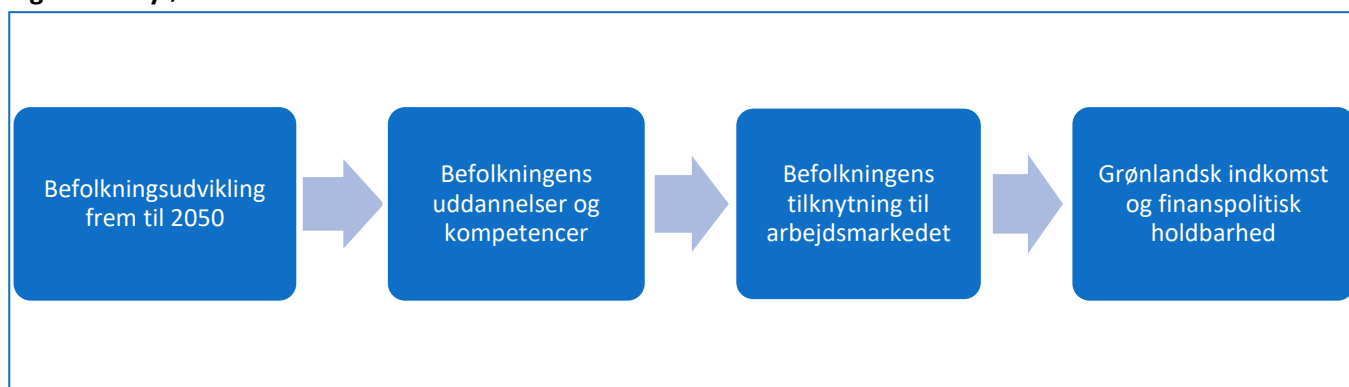 Befolkningsudvikling
frem til 2050
Befolkningens
uddannelser og
kompetencer
Befolkningens
tilknytning til
arbejdsmarkedet
Grønlandsk indkomst
og finanspolitisk
holdbarhed